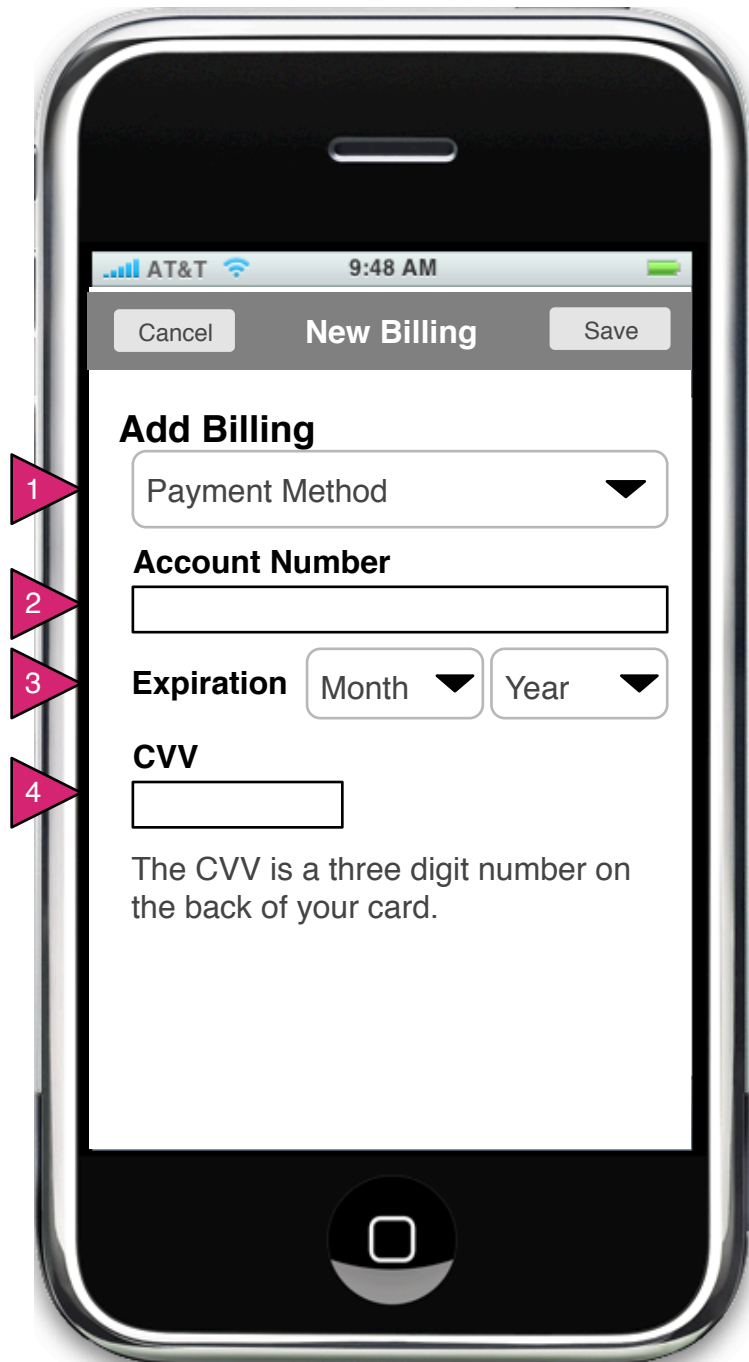 AT&T 9:48 AM
Cancel New Billing Save
Add Billing
1 Payment Method
Account Number
2
3 Expiration Month Year
CVV
4
The CVV is a three digit number on
the back of your card.